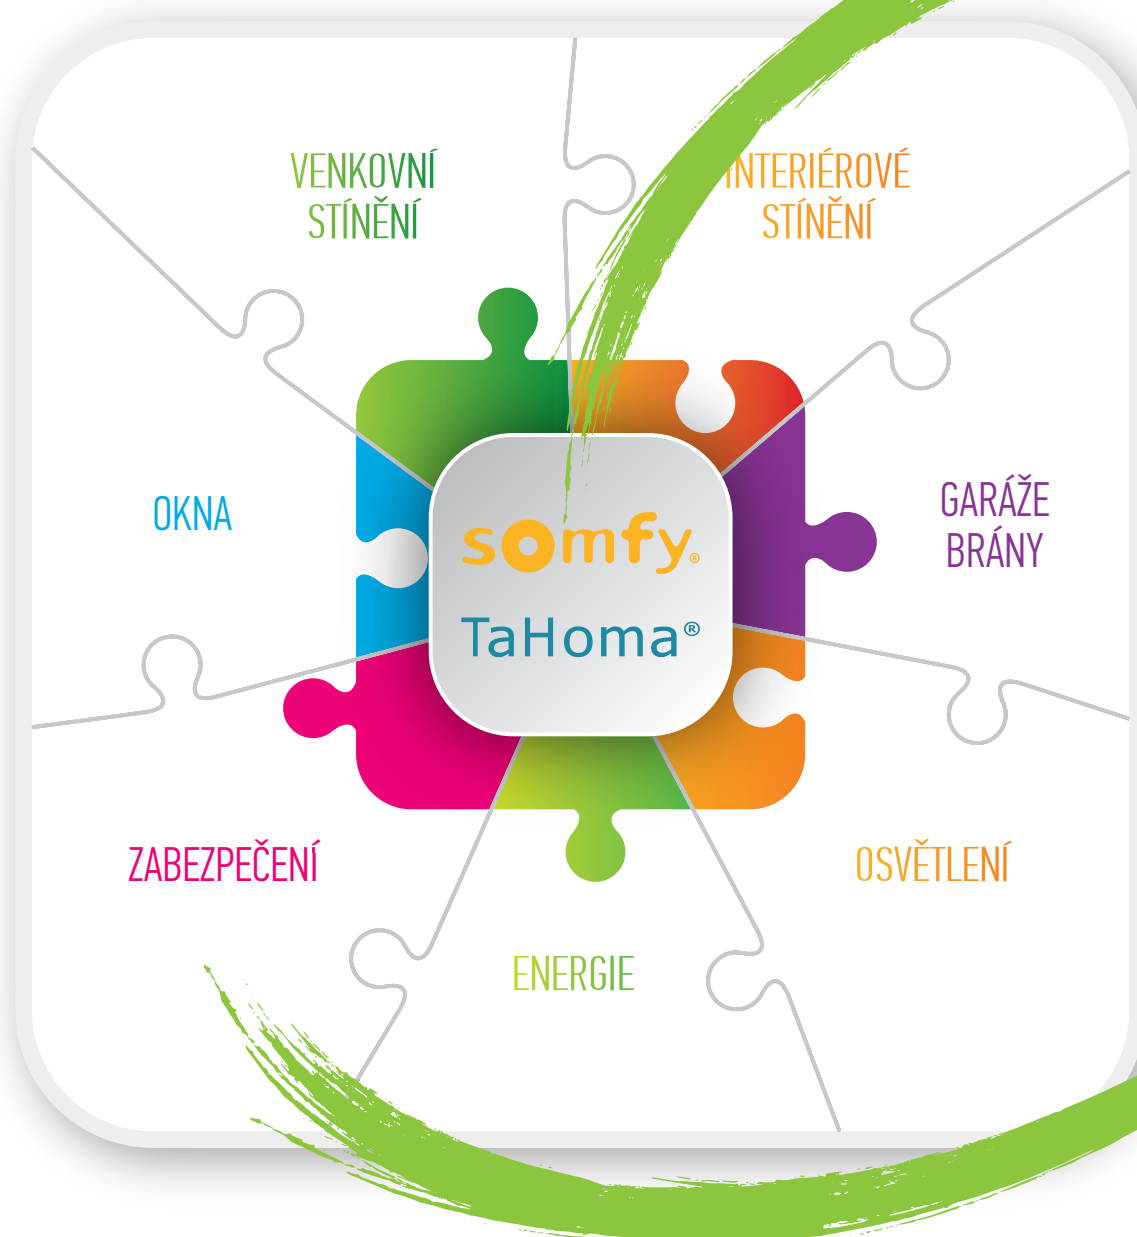 VENKOVNÍ
STÍNĚNÍ
INTERIÉROVÉ
STÍNĚNÍ
OKNA
GARÁŽE
BRÁNY
somfy®
TaHoma®
ZABEZPEČENÍ
OSVĚTLENÍ
ENERGIE